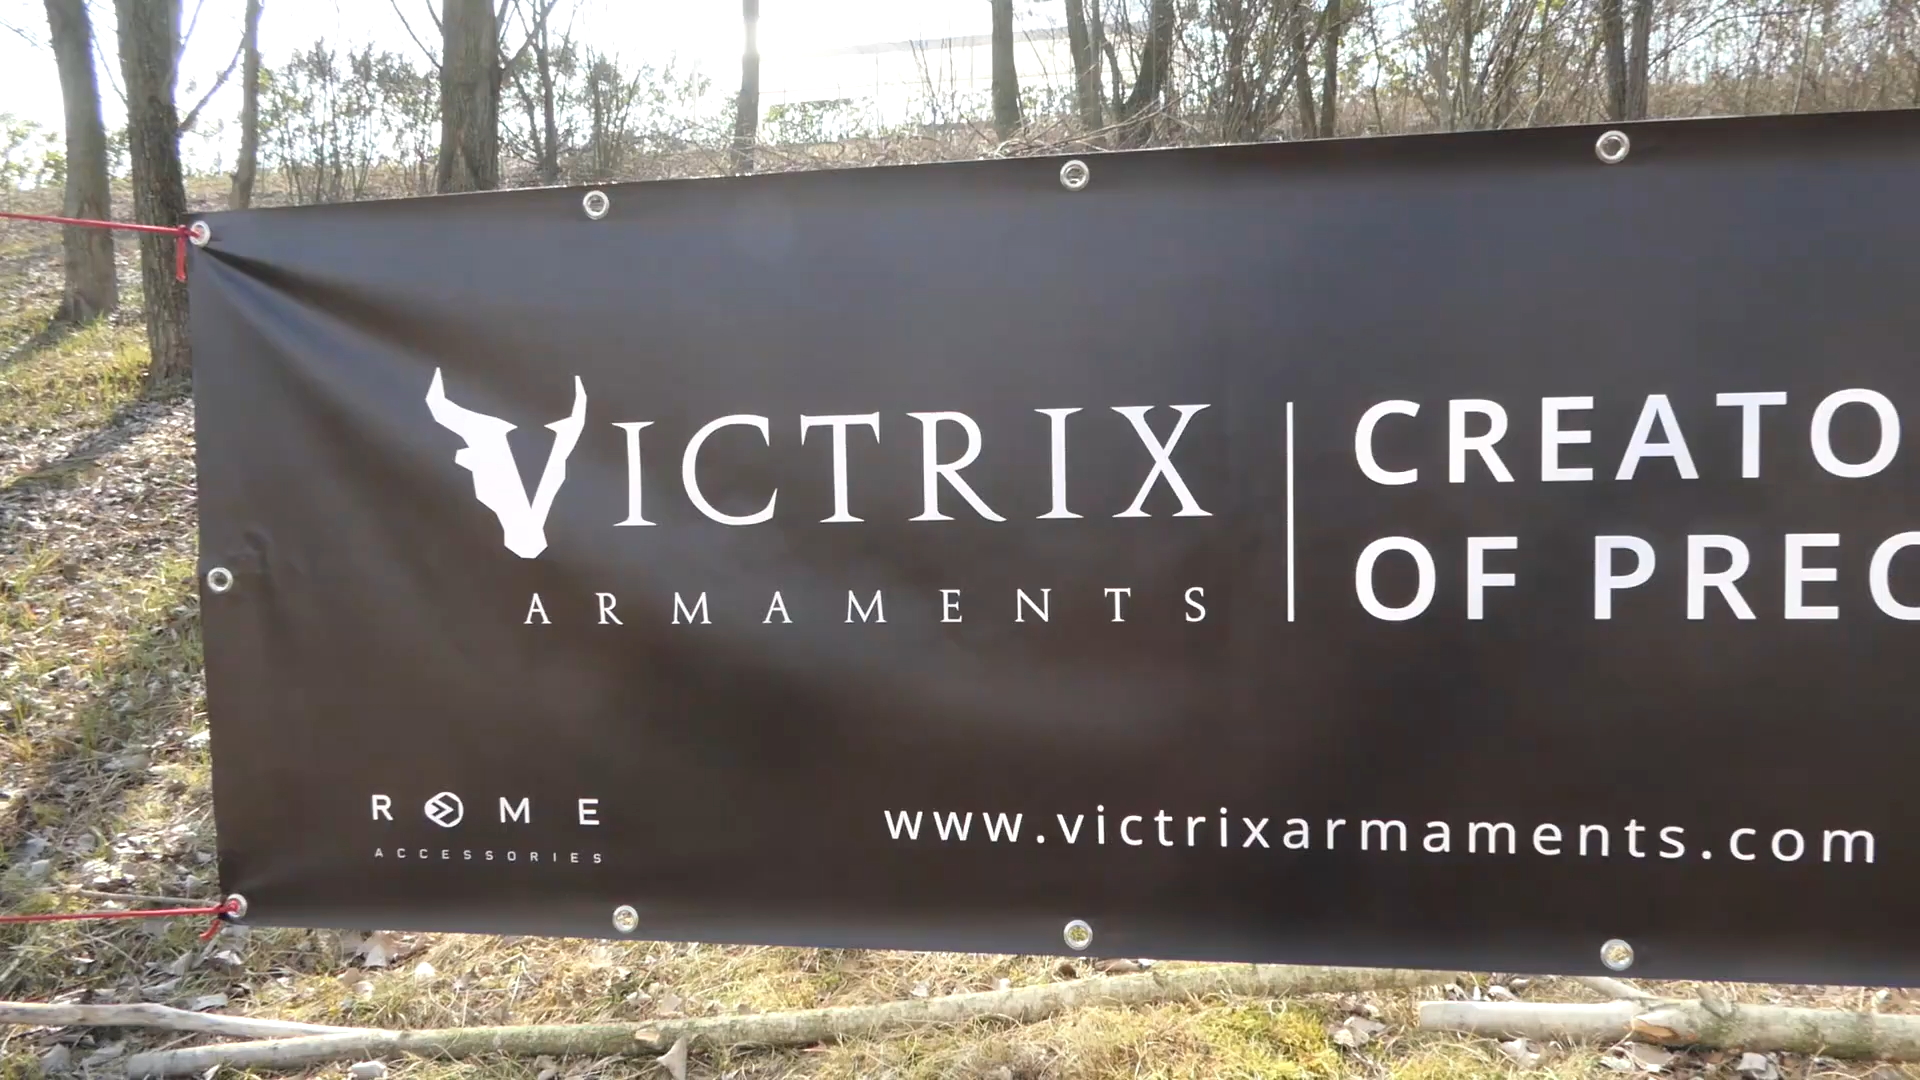 VICTRIX
ARMAMENTS
CREATO
OF PREC
ROME
ACCESSORIES
www.victrixarmaments.com